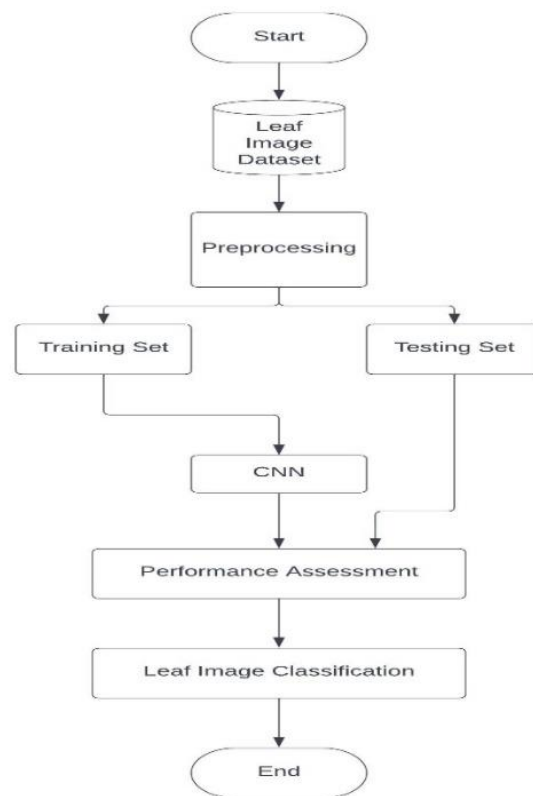 Start
Leaf
Image
Dataset
Preprocessing
Training Set
Testing Set
CNN
Performance Assessment
Leaf Image Classification
End